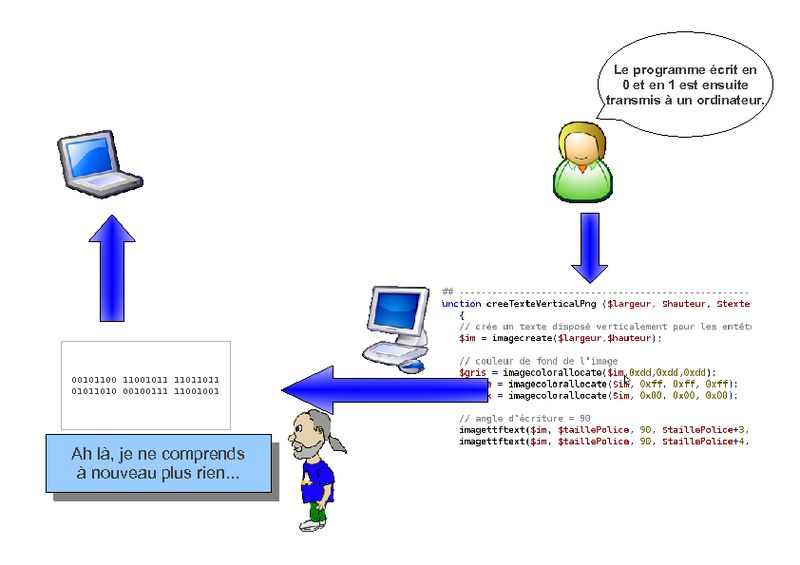 Le programme écrit en
0 et en 1 est ensuite
transmis à un ordinateur.
## ------------------------------------------------
unction creeTexteVerticalPng ($largeur, $hauteur, $texte
{
// crée un texte disposé verticalement pour les entêt
$im = imagecreate($largeur,$hauteur);
// couleur de fond de l'image
$gris = imagecolorallocate($im,0xdd,0xdd,0xdd);
= imagecolorallocate($im, 0xff, 0xff, 0xff);
= imagecolorallocate($im, 0x00, 0x00, 0x00);
// angle d'écriture = 90
imagettftext($im, $taillePolice, 90, $taillePolice+3,
imagettftext($im, $taillePolice, 90, $taillePolice+4,
00101100 11001011 11011011
01011010 00100111 11001001
Ah là, je ne comprends
à nouveau plus rien...